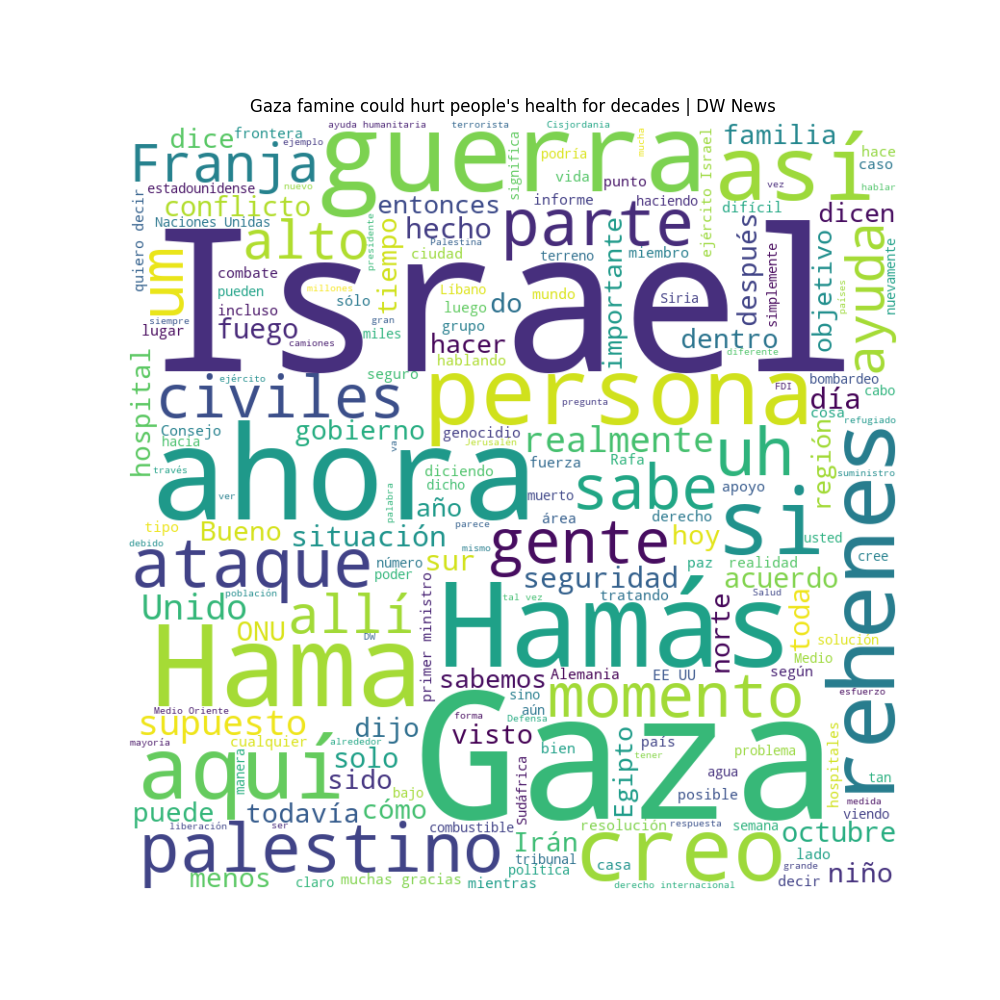 Gaza famine could hurt people's health for decades | DW News
ayuda humanitaria
terrorista
Cisjordania
dice
frontera
ejemplo
guerra
significa
podría
mucha
ejército Israel
familia
así
hace
caso
hablar
Franja
estadounidense
nuevo
vida
punto
vez
conflicto
entonces
informe
haciendo
difícil
dicen
quiero decir
Naciones Unidas
alto
presidente
tiempo
hecho
parte
importante
miembro
después
simplemente
objetivo
ayuda
nuevamente
países
um
Israel
Palestina
ciudad
terreno
combate
pueden
millones
Líbano
sólo
luego
do
mundo
Siria
incluso
siempre
lugar
fuego
gran
miles
grupo
camiones
hacer
hablando
dentro
diferente
hospital
ejército
seguro
civiles
persona
pregunta
FDI
bombardeo
día
cabo
cosa
refugiado
Consejo
hacia
gobierno
va
genocidio
Jerusalén
realmente
uh
región
rehenes
través
ahora
ver
diciendo
dicho
palabra
fuerza
Rafa
sabe
apoyo
suministro
año
muerto
si
tipo
Bueno
situación
parece
área
derecho
hoy
usted
debido
ataque
número
mismo
gente
paz
realidad
cree
sur
poder
seguridad
acuerdo
población
tratando
Salud
Unido
allí
primer ministro
Hamás
tal vez
norte
toda
solución
ONU
DW
Medio
Hama
sabemos
Alemania
EE UU
según
esfuerzo
sino
aún
momento
Medio Oriente
supuesto
dijo
forma
Defensa
visto
mayoría
cualquier
alrededor
bien
Egipto
país
tener
problema
hospitales
aquí
manera
solo
Gaza
sido
bajo
agua
posible
tan
medida
viendo
puede
todavía
cómo
Sudáfrica
liberación
ser
combustible
resolución
respuesta
semana
octubre
palestino
Irán
creo
tribunal
casa
lado
política
grande
menos
claro
muchas gracias
mientras
derecho internacional
decir
niño